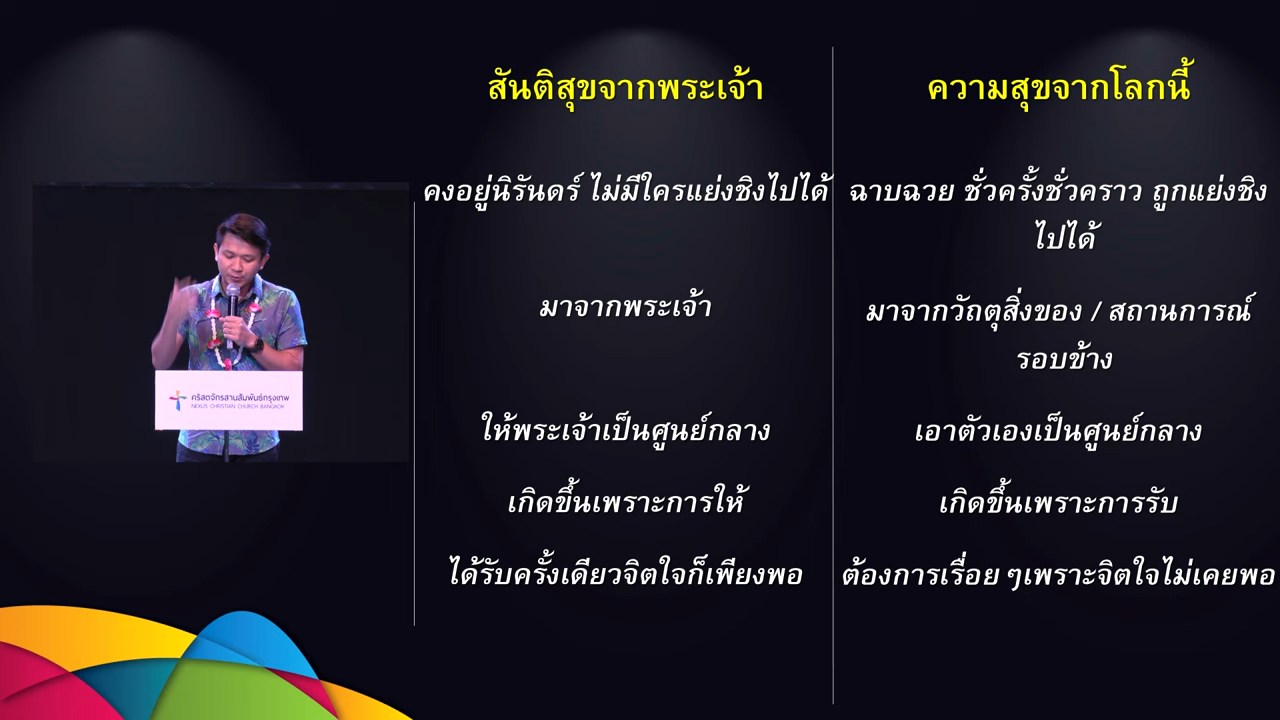 สันติสุขจากพระเจ้า
ความสุขจากโลกนี้
คงอยู่นิรันดร์ ไม่มีใครแย่งชิงไปได้
ฉาบฉวย ชั่วครั้งชั่วคราว ถูกแย่งชิง
ไปได้
มาจากพระเจ้า
มาจากวัถตุสิ่งของ / สถานการณ์
รอบข้าง
ให้พระเจ้าเป็นศูนย์กลาง
เอาตัวเองเป็นศูนย์กลาง
เกิดขึ้นเพราะการให้
เกิดขึ้นเพราะการรับ
ได้รับครั้งเดียวจิตใจก็เพียงพอ
ต้องการเรื่อย ๆเพราะจิตใจไม่เคยพอ
คริสตจักรสานสัมพันธ์กรุงเทพ
NEXUS CHRISTIAN CHURCH BANGKOK